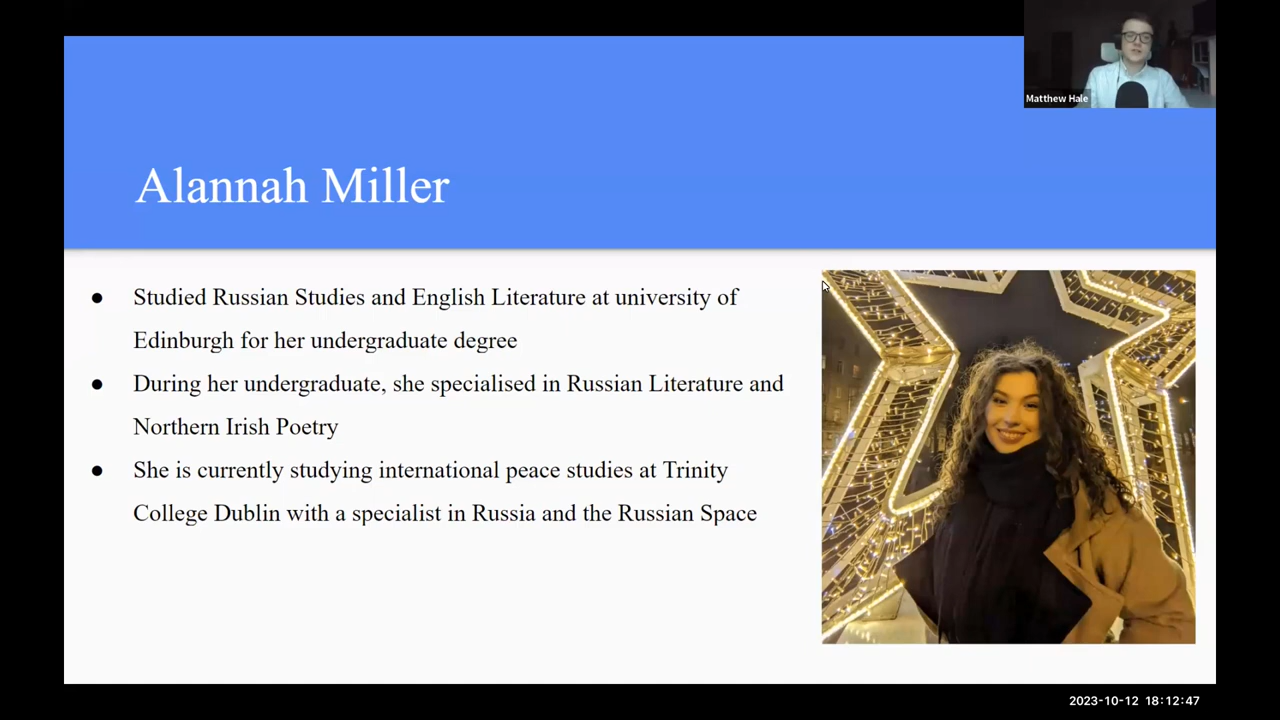 Matthew Hale
Alannah Miller
● Studied Russian Studies and English Literature at university of
Edinburgh for her undergraduate degree
● During her undergraduate, she specialised in Russian Literature and
Northern Irish Poetry
● She is currently studying international peace studies at Trinity
College Dublin with a specialist in Russia and the Russian Space
2023-10-12 18:12:47